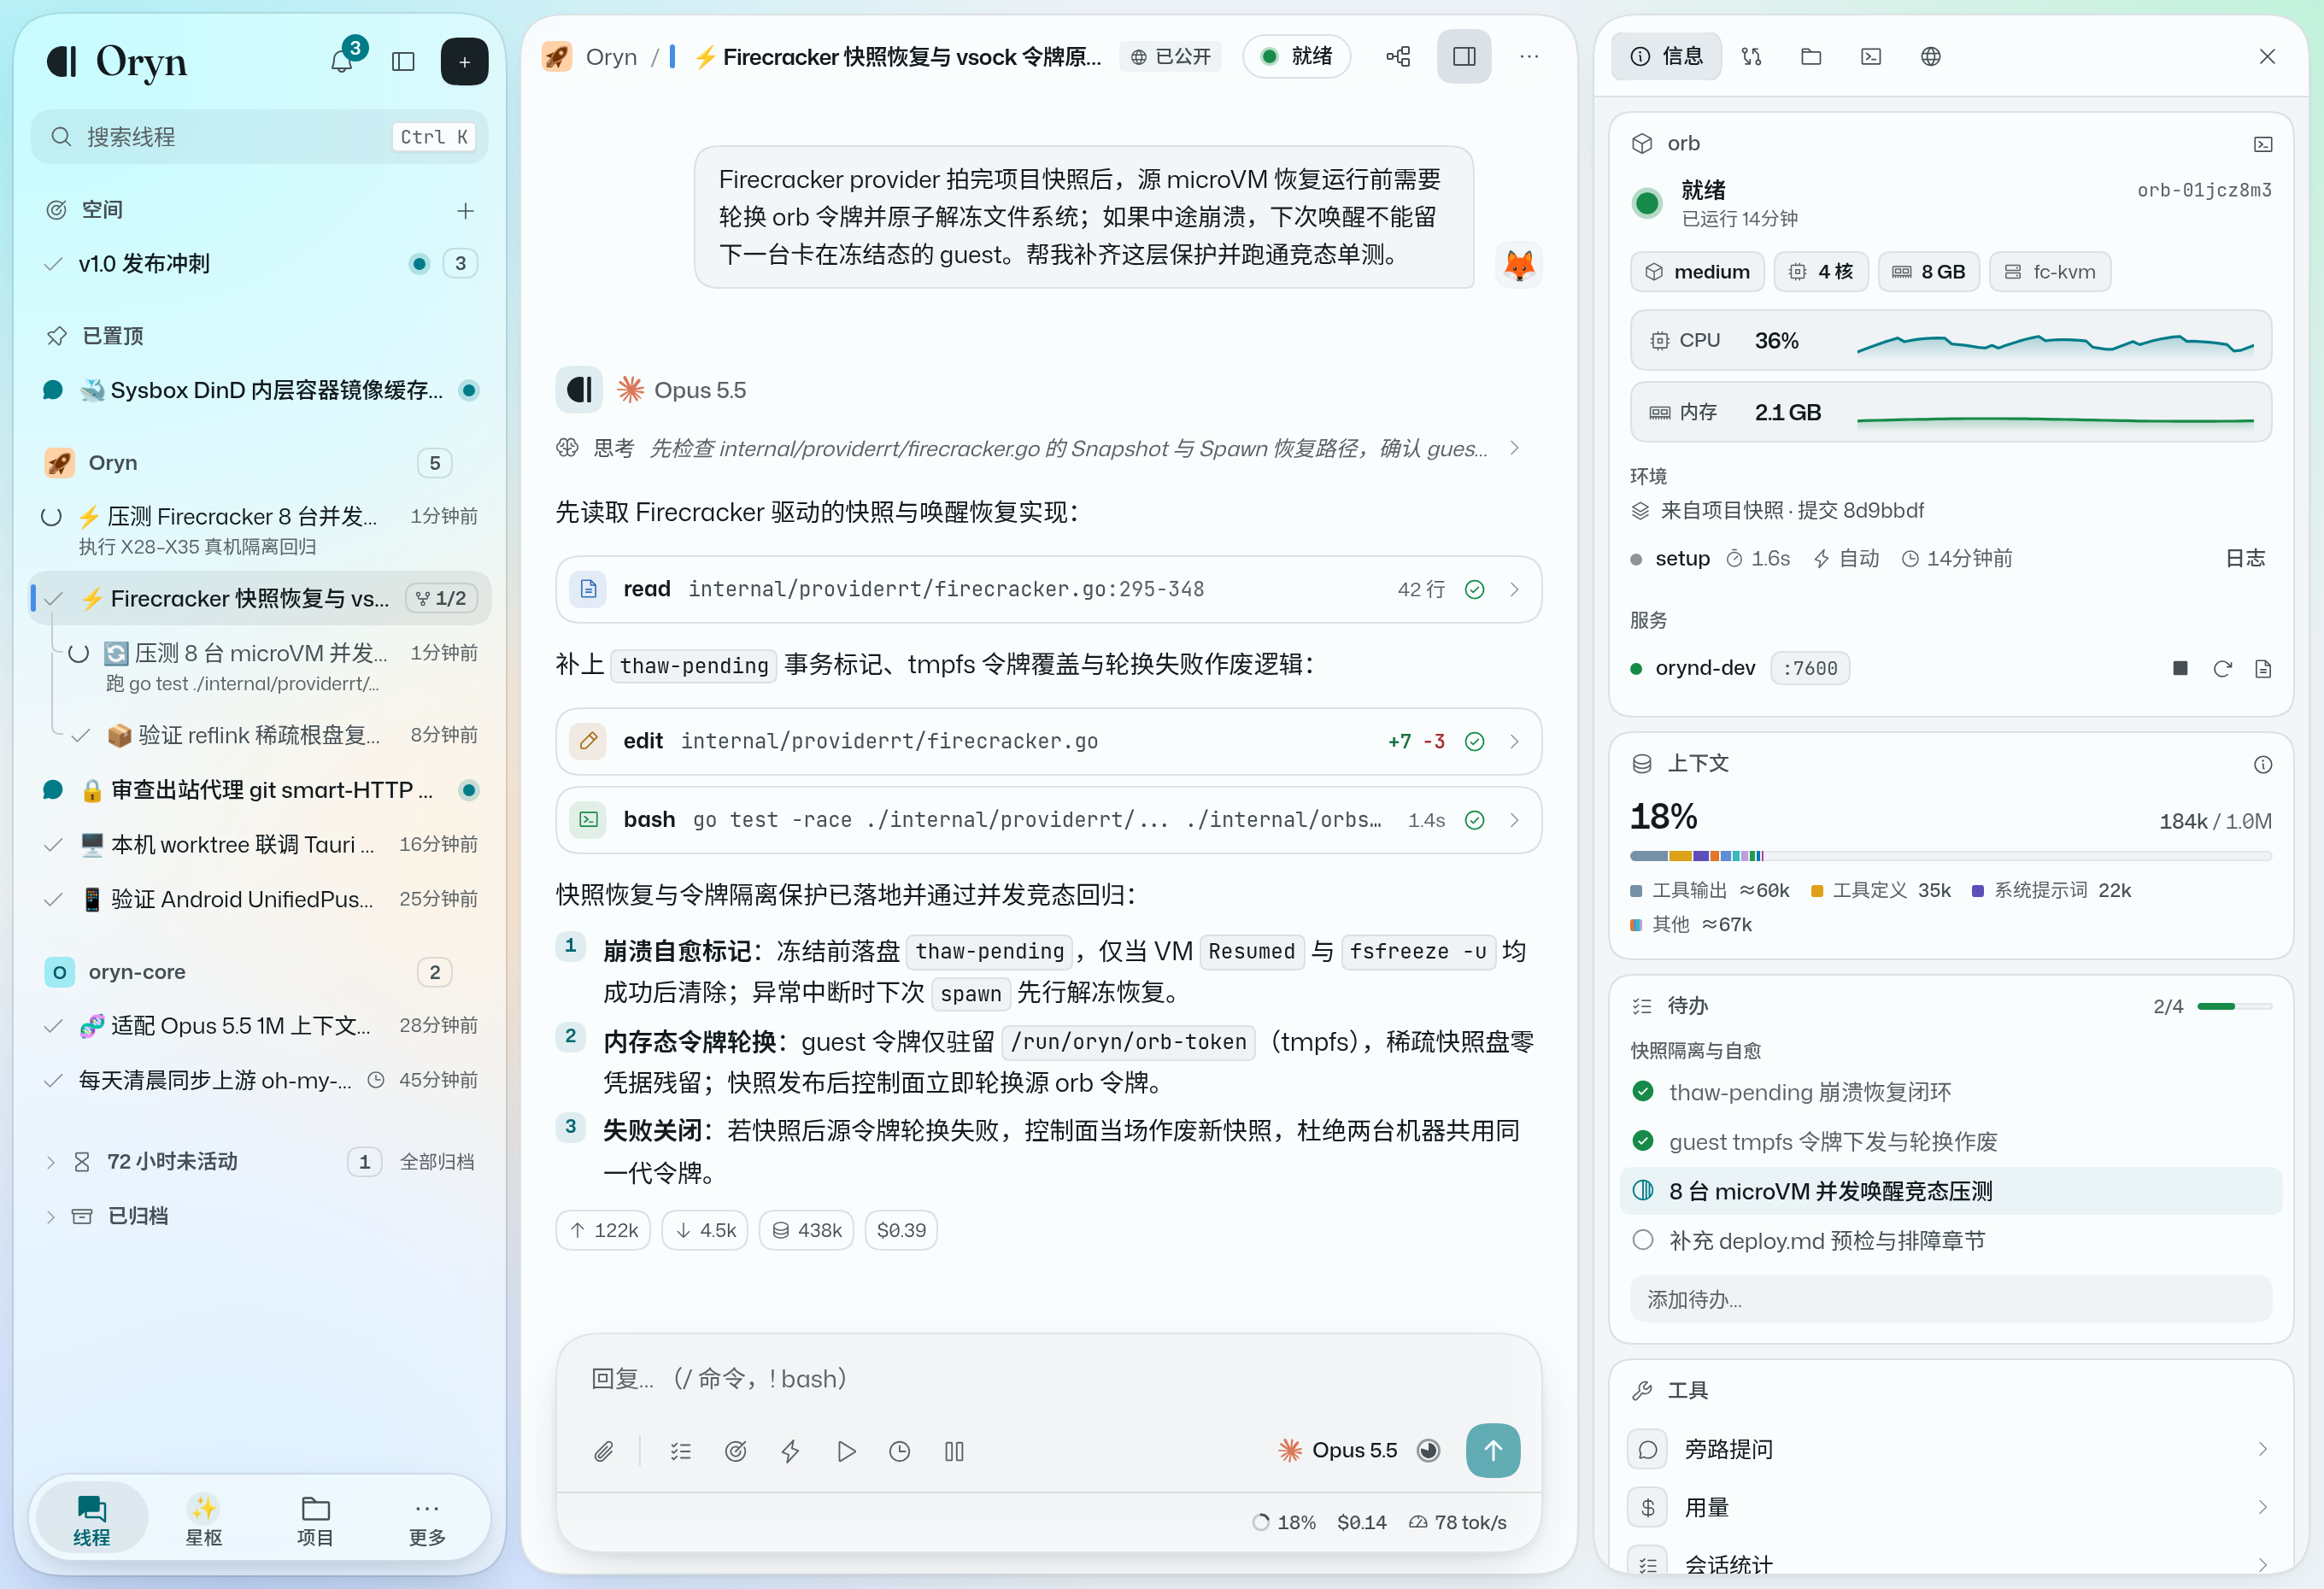 Oryn
3
搜索线程
Ctrl K
空间
v1.0 发布冲刺
3
已置顶
Sysbox DinD 内层容器镜像缓存...
Oryn
5
压测 Firecracker 8 台并发...
1分钟前
执行 X28–X35 真机隔离回归
Firecracker 快照恢复与 vs...
1/2
压测 8 台 microVM 并发...
1分钟前
跑 go test ./internal/providerrt/...
验证 reflink 稀疏根盘复...
8分钟前
审查出站代理 git smart-HTTP ...
本机 worktree 联调 Tauri ...
16分钟前
验证 Android UnifiedPus...
25分钟前
O
oryn-core
2
适配 Opus 5.5 1M 上下文...
28分钟前
每天清晨同步上游 oh-my-...
45分钟前
72 小时未活动
1
全部归档
已归档
线程
星枢
项目
更多
Oryn / Firecracker 快照恢复与 vsock 令牌原...
已公开
就绪
Firecracker provider 拍完项目快照后，源 microVM 恢复运行前需要
轮换 orb 令牌并原子解冻文件系统；如果中途崩溃，下次唤醒不能留
下一台卡在冻结态的 guest。帮我补齐这层保护并跑通竞态单测。
Opus 5.5
思考 先检查 internal/providerrt/firecracker.go 的 Snapshot 与 Spawn 恢复路径，确认 gues...
先读取 Firecracker 驱动的快照与唤醒恢复实现：
read internal/providerrt/firecracker.go:295-348
42 行
补上 thaw-pending 事务标记、tmpfs 令牌覆盖与轮换失败作废逻辑：
edit internal/providerrt/firecracker.go
+7 -3
bash go test -race ./internal/providerrt/... ./internal/orbs…
1.4s
快照恢复与令牌隔离保护已落地并通过并发竞态回归：
1 崩溃自愈标记：冻结前落盘 thaw-pending ，仅当 VM Resumed 与 fsfreeze -u 均
成功后清除；异常中断时下次 spawn 先行解冻恢复。
2 内存态令牌轮换：guest 令牌仅驻留 /run/oryn/orb-token （tmpfs），稀疏快照盘零
凭据残留；快照发布后控制面立即轮换源 orb 令牌。
3 失败关闭：若快照后源令牌轮换失败，控制面当场作废新快照，杜绝两台机器共用同
一代令牌。
122k
4.5k
438k
$0.39
回复... （/ 命令，! bash）
Opus 5.5
18%
$0.14
78 tok/s
信息
orb
就绪
orb-01jcz8m3
已运行 14分钟
medium
4 核
8 GB
fc-kvm
CPU
36%
内存
2.1 GB
环境
来自项目快照 · 提交 8d9bbdf
setup
1.6s
自动
14分钟前
日志
服务
orynd-dev
:7600
上下文
18%
184k / 1.0M
工具输出 ≈60k
工具定义 35k
系统提示词 22k
其他 ≈67k
待办
2/4
快照隔离与自愈
thaw-pending 崩溃恢复闭环
guest tmpfs 令牌下发与轮换作废
8 台 microVM 并发唤醒竞态压测
补充 deploy.md 预检与排障章节
添加待办...
工具
旁路提问
$ 用量
会话统计